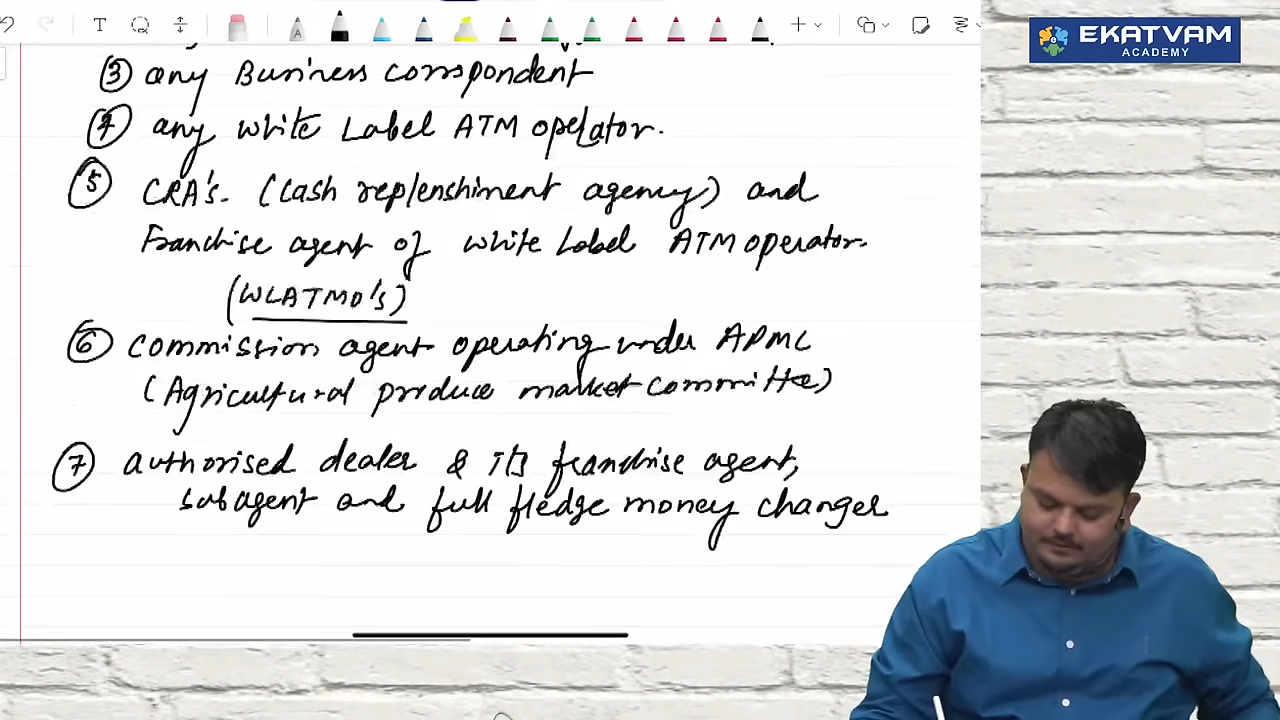 EKATVAM
ACADEMY
③ any Business corrspondent
④ any white Label ATM operator.
⑤ CRA's. (Cash replenshiment agency) and
Franchise agent of white Label ATM operator.
(WLATMO's)
⑥ commission agent operating under APMC
(Agricultural produce market committee)
⑦ authorised dealer & its franchise agent,
subagent and full fledge money changer